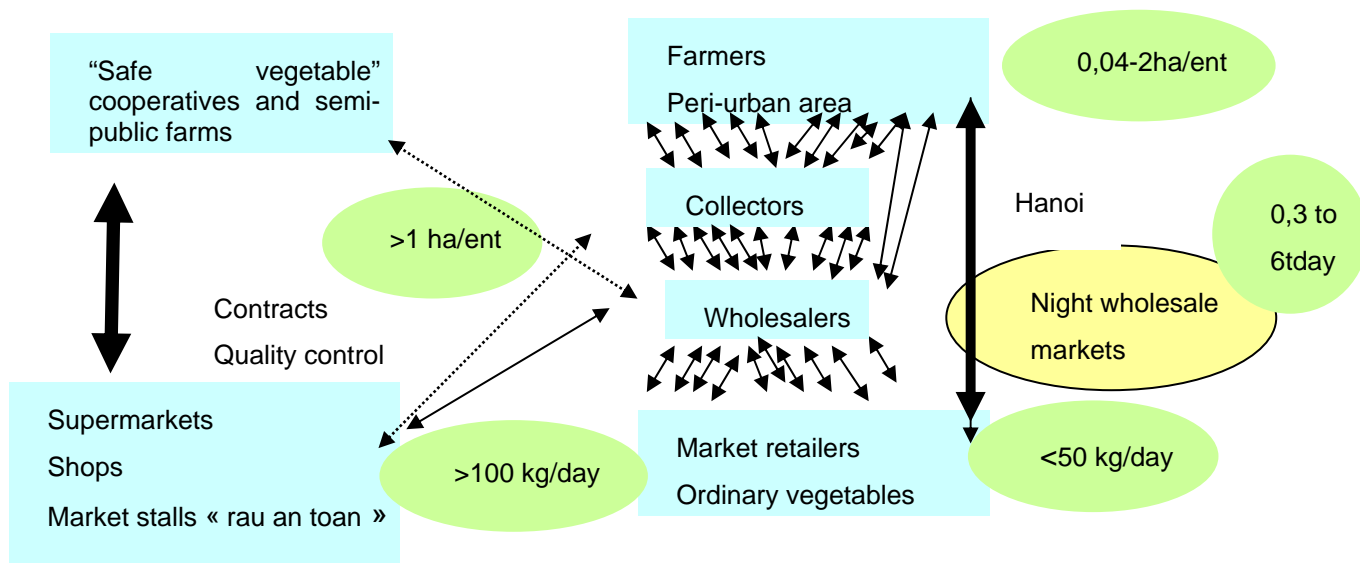 “Safe vegetable”
cooperatives and semi-
public farms
Farmers
Peri-urban area
0,04-2ha/ent
>1 ha/ent
Collectors
Hanoi
0,3 to
6tday
Contracts
Quality control
Wholesalers
Night wholesale
markets
Supermarkets
Shops
Market stalls « rau an toan »
>100 kg/day
Market retailers
Ordinary vegetables
<50 kg/day